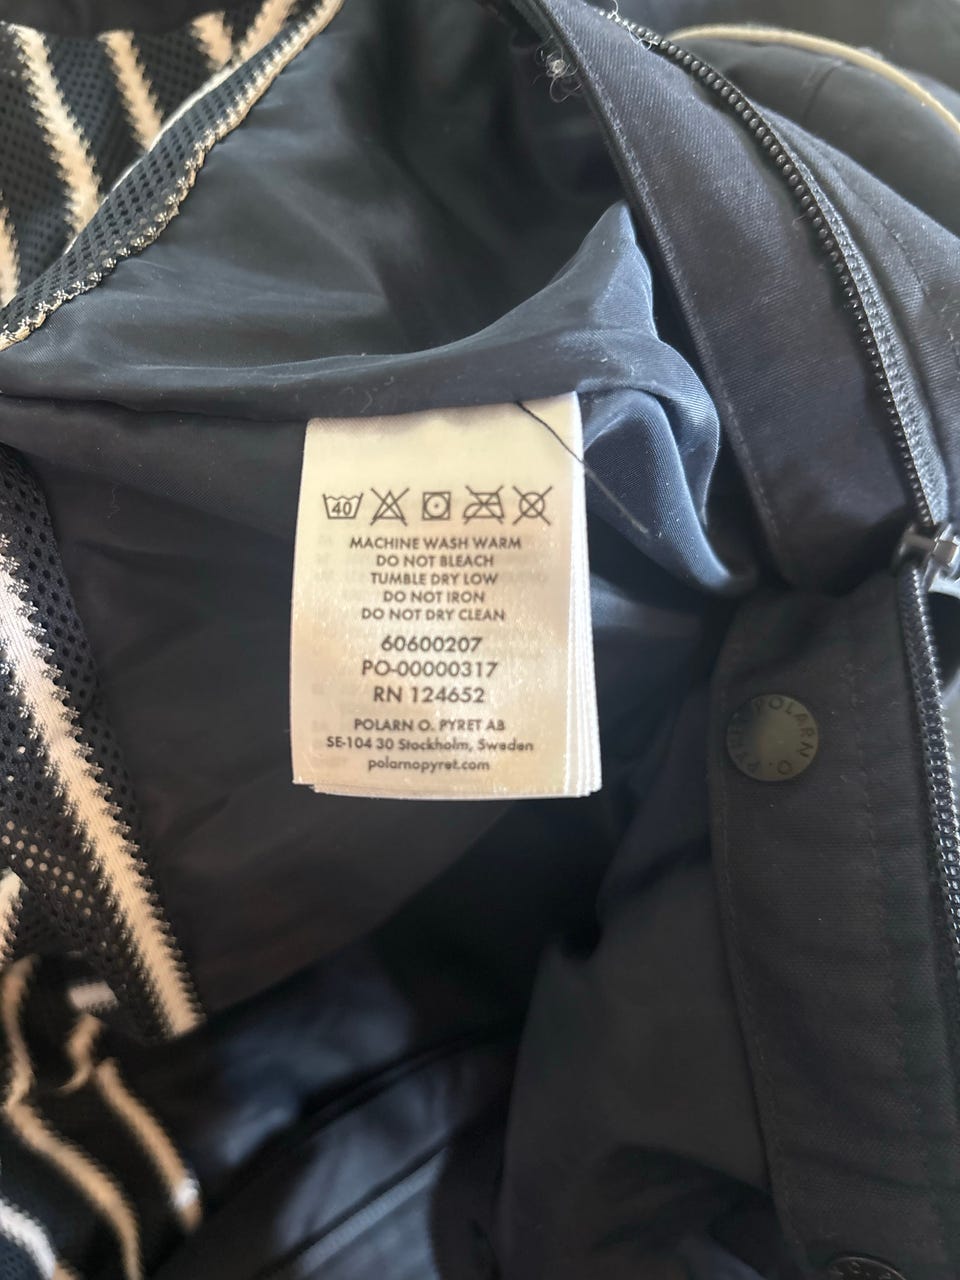 40
MACHINE WASH WARM
DO NOT BLEACH
TUMBLE DRY LOW
DO NOT IRON
DO NOT DRY CLEAN
60600207
PO-00000317
RN 124652
POLARN O. PYRET AB
SE-104 30 Stockholm, Sweden
polarnopyret.com
POLARN O. PYRET